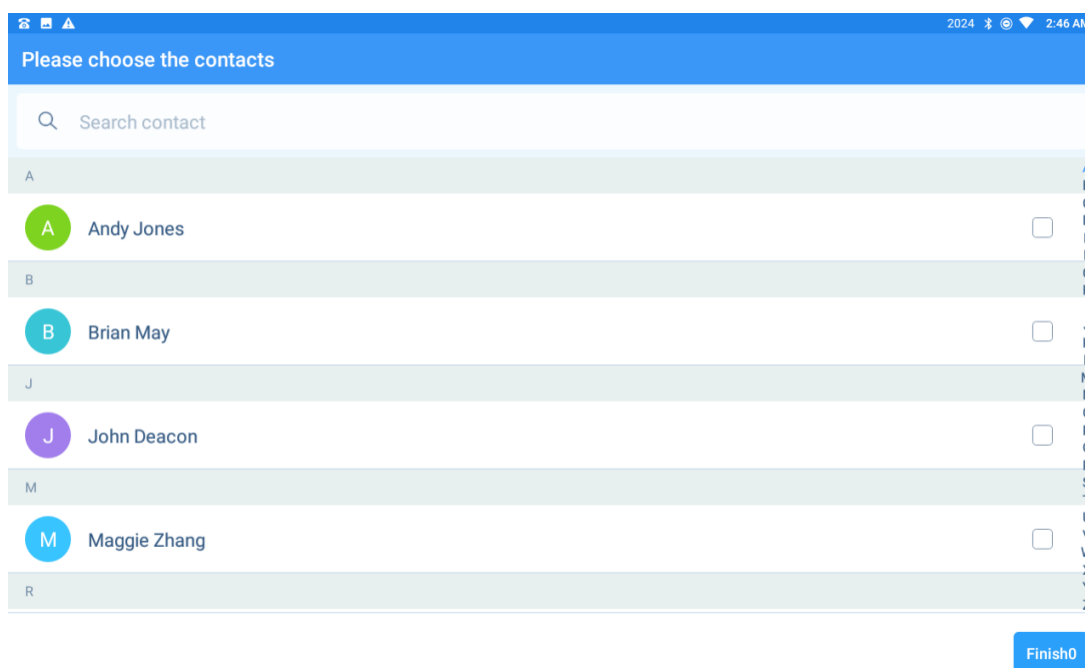 2024 2:46 AM
Please choose the contacts
Search contact
A
A Andy Jones
B
B Brian May
J
J John Deacon
M
M Maggie Zhang
R
Finish0